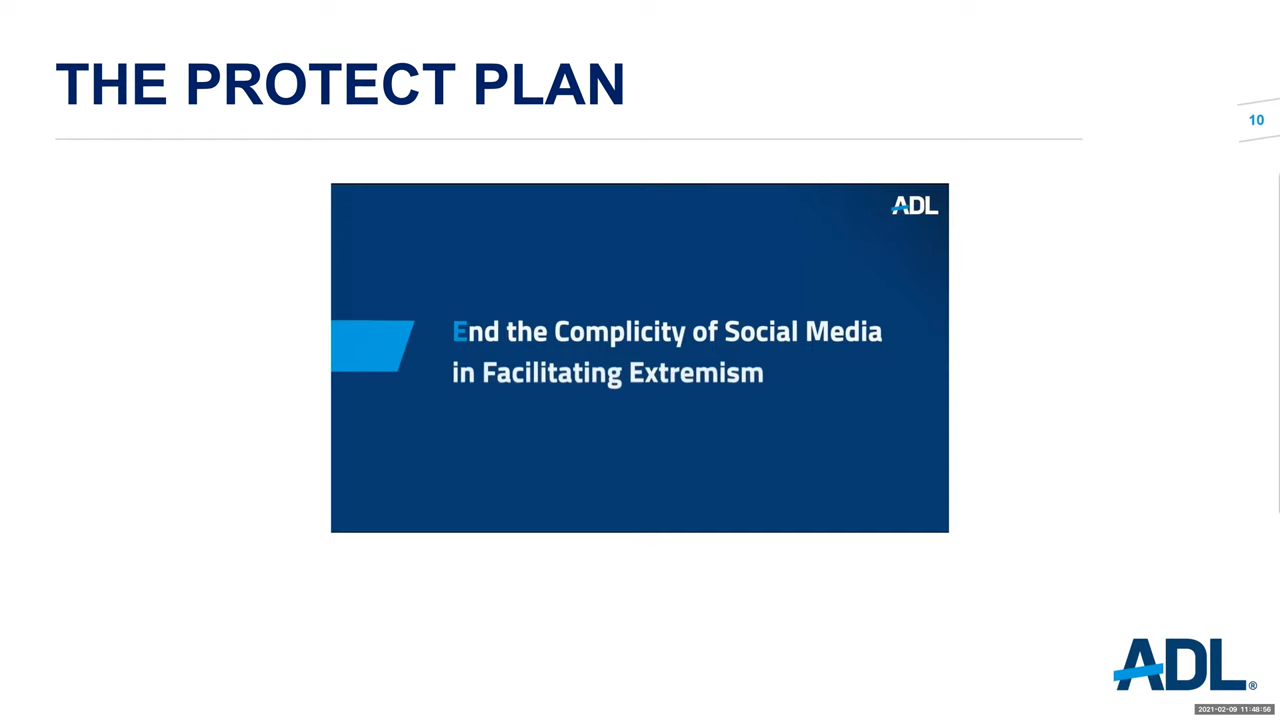 THE PROTECT PLAN
10
ADL
End the Complicity of Social Media
in Facilitating Extremism
ADL®
2021-02-09 11:48:56